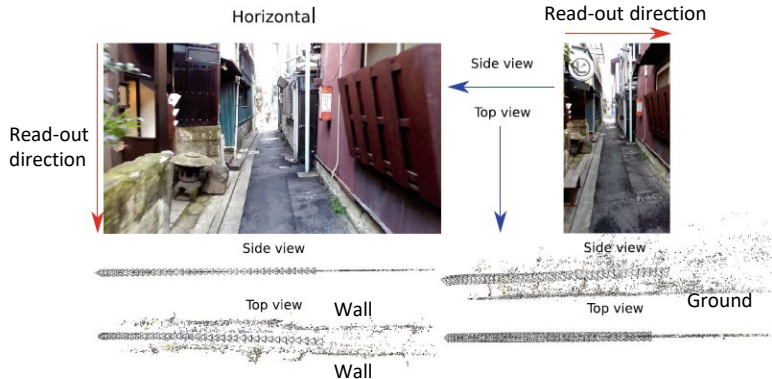 Horizontal
Read-out direction
Side view
Top view
Read-out
direction
Side view
Side view
Wall
Ground
Top view
Top view
Wall